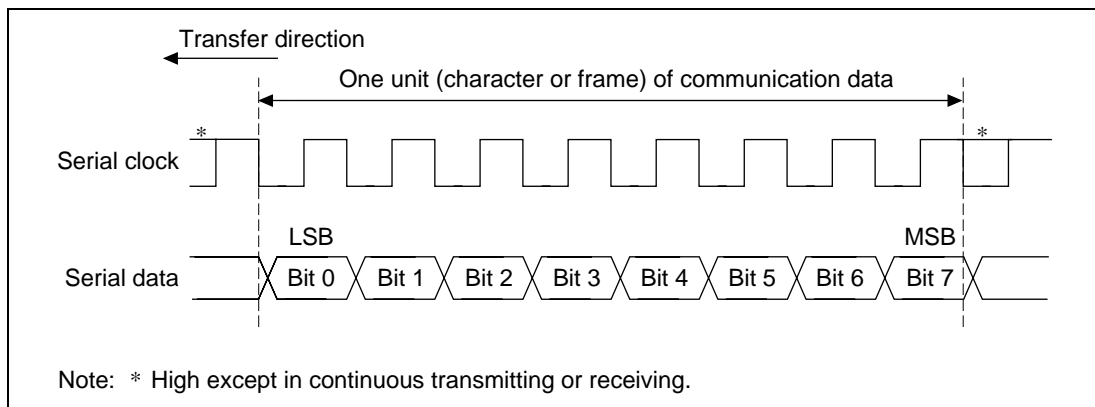 Transfer direction
One unit (character or frame) of communication data
* *
Serial clock
LSB MSB
Serial data Bit 0 Bit 1 Bit 2 Bit 3 Bit 4 Bit 5 Bit 6 Bit 7
Note: * High except in continuous transmitting or receiving.